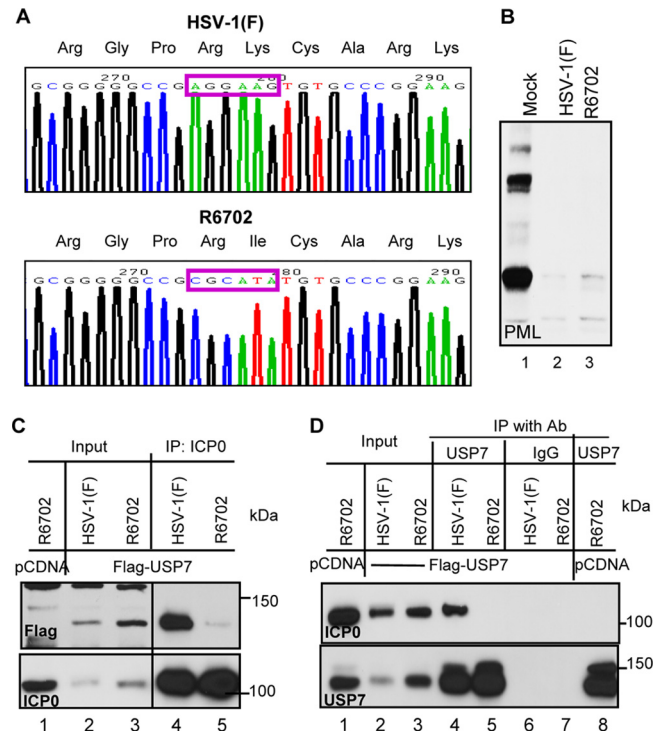 A
HSV-1(F)
Arg Gly Pro Arg Lys Cys Ala Arg Lys
270 280 290
G C G G G G G C C G A G G A A G T G T G C C C G G A A G
R6702
Arg Gly Pro Arg Ile Cys Ala Arg Lys
270 280 290
G C G G G G G C C G C G C A T A T G T G C C C G G A A G
B
Mock HSV-1(F) R6702
PML
1 2 3
C
Input IP: ICP0
R6702 HSV-1(F) R6702 HSV-1(F) R6702
kDa
pCDNA Flag-USP7
Flag
150
ICP0
100
1 2 3 4 5
D
IP with Ab
Input USP7 IgG USP7
R6702 HSV-1(F) R6702 HSV-1(F) R6702 HSV-1(F) R6702 R6702
kDa
pCDNA Flag-USP7 pCDNA
ICP0
100
USP7
150
1 2 3 4 5 6 7 8